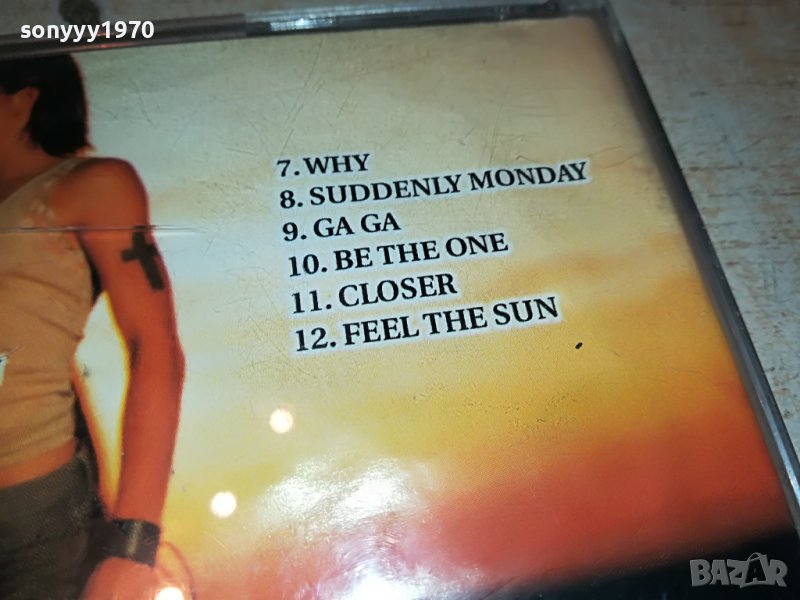 sonyyy1970
7. WHY
8. SUDDENLY MONDAY
9. GA GA
10. BE THE ONE
11. CLOSER
12. FEEL THE SUN
BAZAR